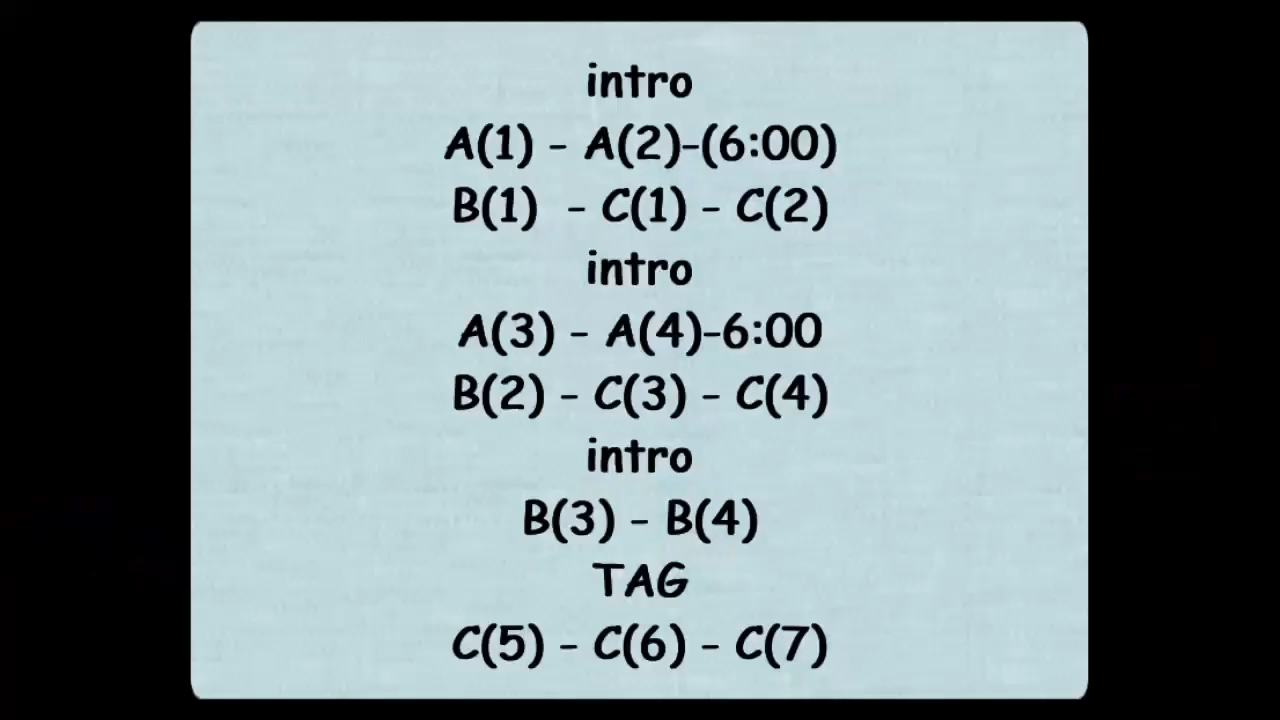 intro
A(1) - A(2)-(6:00)
B(1) - C(1) - C(2)
intro
A(3) - A(4)-6:00
B(2) - C(3) - C(4)
intro
B(3) - B(4)
TAG
C(5) - C(6) - C(7)